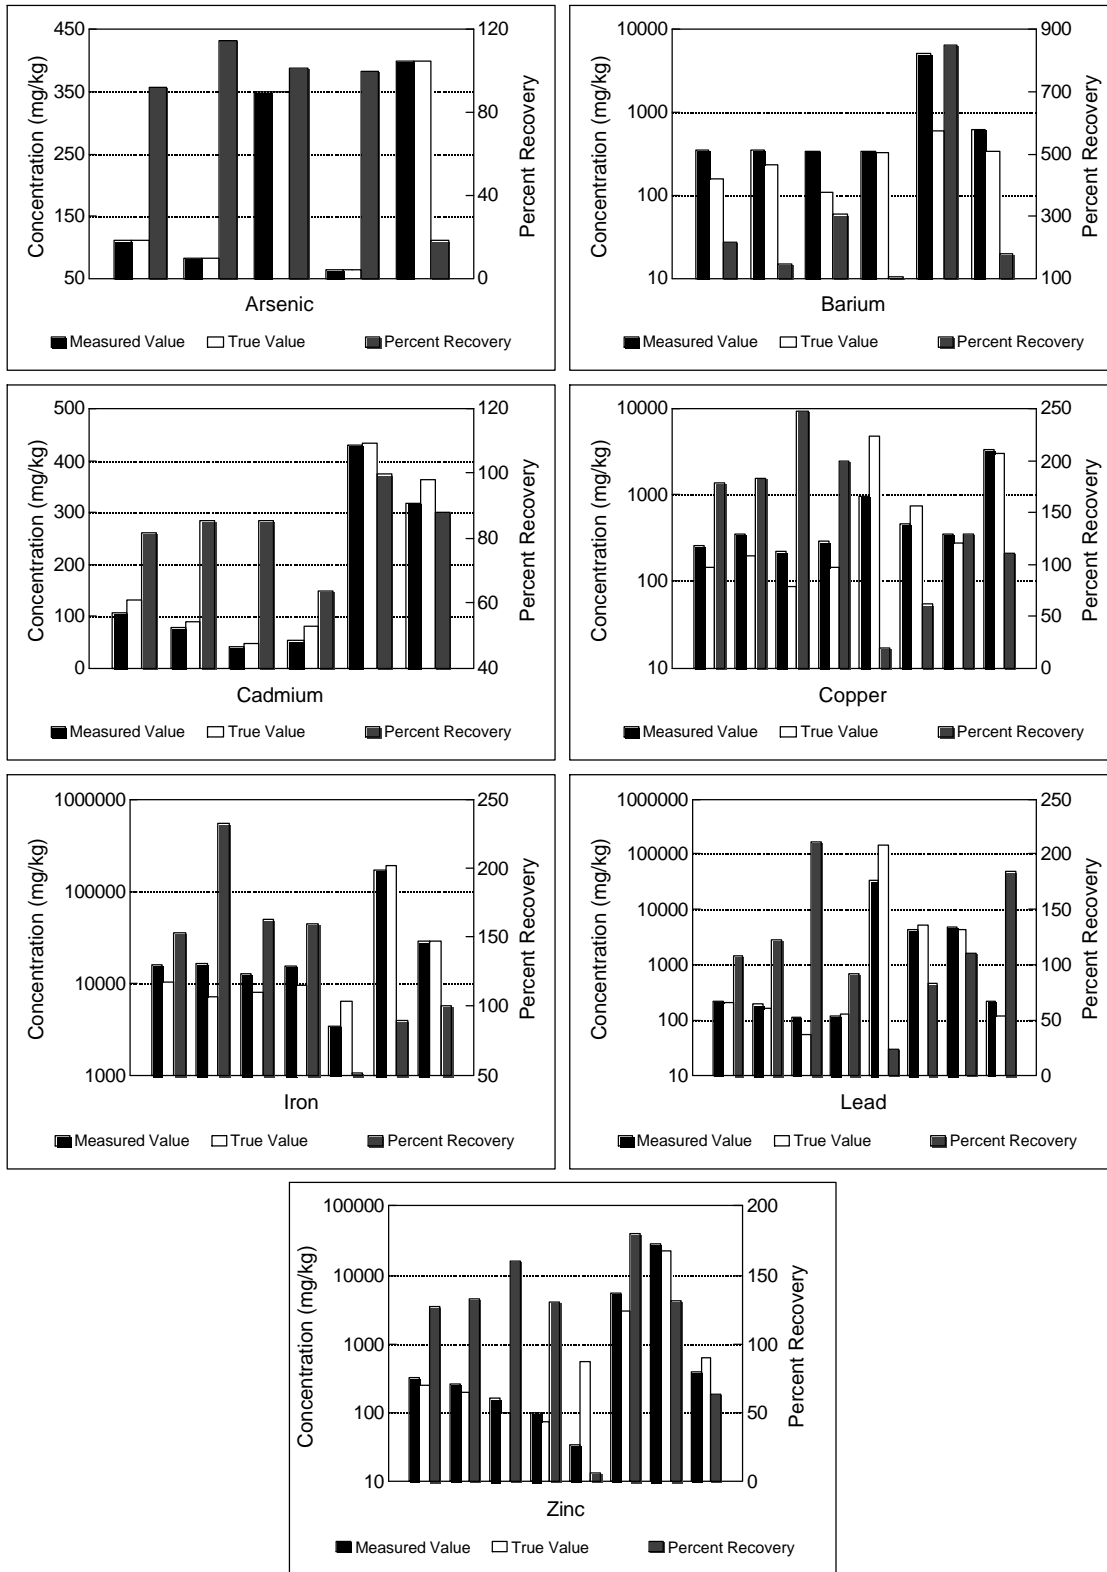 450
350
250
150
50
Concentration (mg/kg)
120
80
40
0
Percent Recovery
Arsenic
Measured Value True Value Percent Recovery
10000
1000
100
10
Concentration (mg/kg)
900
700
500
300
100
Percent Recovery
Barium
Measured Value True Value Percent Recovery
500
400
300
200
100
0
Concentration (mg/kg)
120
100
80
60
40
Percent Recovery
Cadmium
Measured Value True Value Percent Recovery
10000
1000
100
10
Concentration (mg/kg)
250
200
150
100
50
0
Percent Recovery
Copper
Measured Value True Value Percent Recovery
1000000
100000
10000
1000
Concentration (mg/kg)
250
200
150
100
50
Percent Recovery
Iron
Measured Value True Value Percent Recovery
1000000
100000
10000
1000
100
10
Concentration (mg/kg)
250
200
150
100
50
0
Percent Recovery
Lead
Measured Value True Value Percent Recovery
100000
10000
1000
100
10
Concentration (mg/kg)
200
150
100
50
0
Percent Recovery
Zinc
Measured Value True Value Percent Recovery